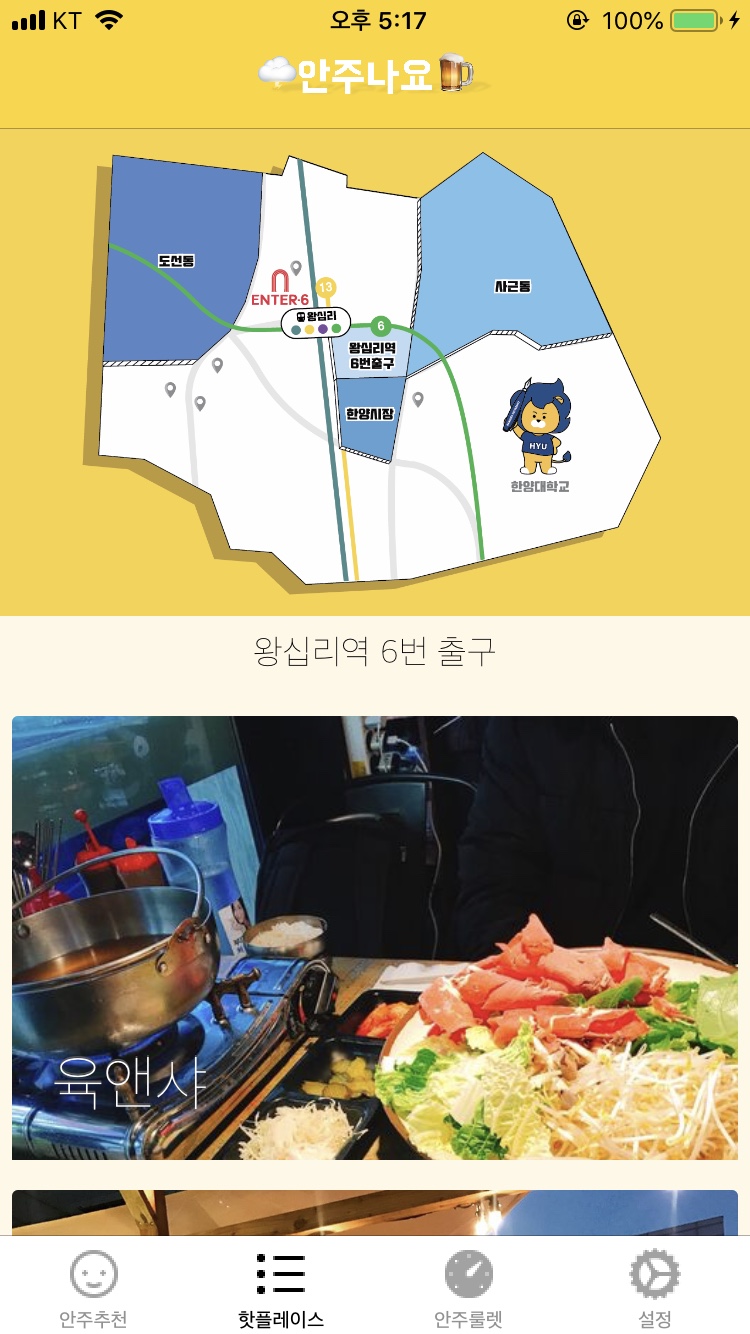 KT 오후 5:17 100%
안주나요
도선동
사근동
ENTER·6
13
왕십리
6
왕십리역
6번출구
한양시장
HYU
한양대학교
왕십리역 6번 출구
육앤샤
안주추천 핫플레이스 안주룰렛 설정